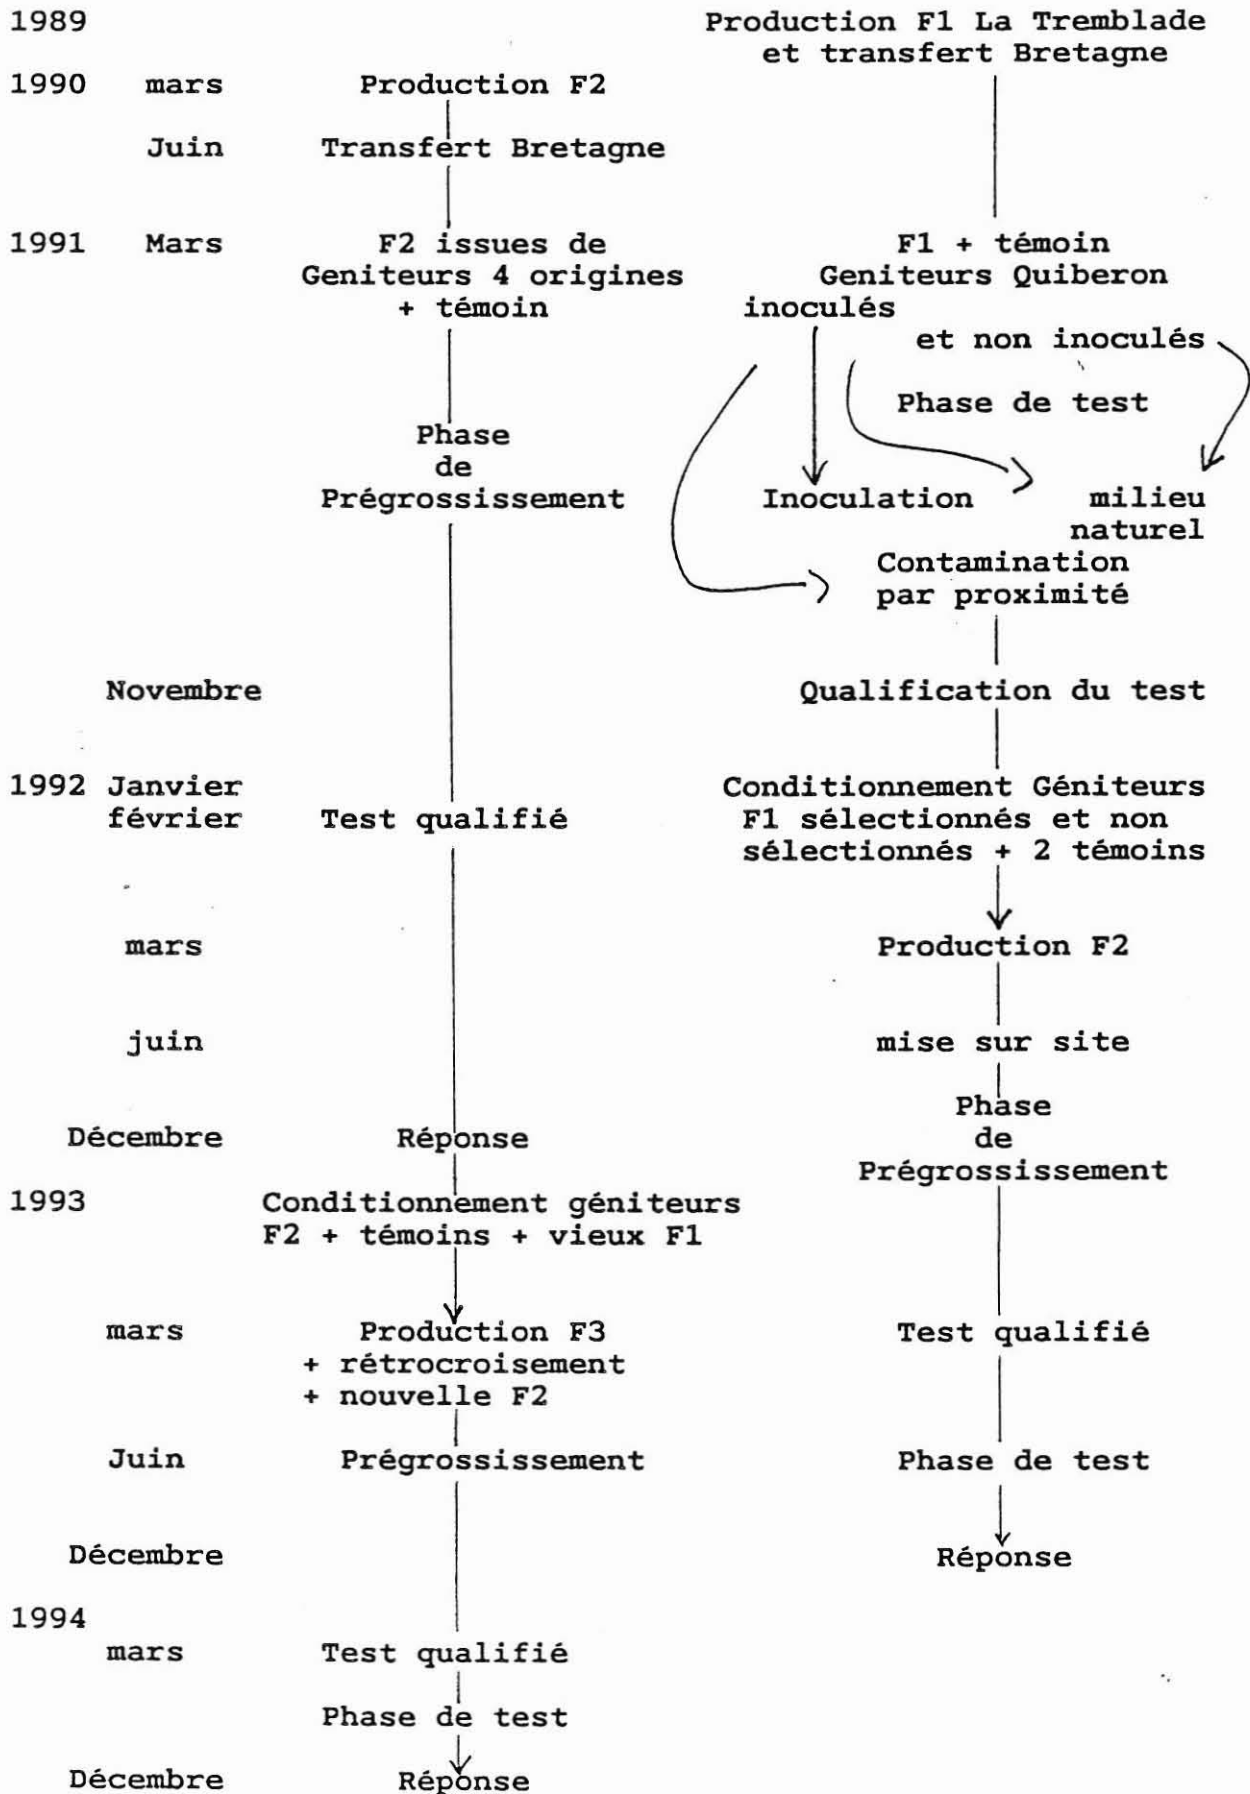 1989 Production F1 La Tremblade
et transfert Bretagne
1990 mars Production F2
Juin Transfert Bretagne
1991 Mars F2 issues de F1 + témoin
Geniteurs 4 origines Geniteurs Quiberon
+ témoin inoculés
et non inoculés
Phase de test
Phase
de
Prégrossissement Inoculation milieu
naturel
Contamination
par proximité
Novembre Qualification du test
1992 Janvier Conditionnement Géniteurs
février Test qualifié F1 sélectionnés et non
sélectionnés + 2 témoins
mars Production F2
juin mise sur site
Phase
Décembre Réponse de
Prégrossissement
1993 Conditionnement géniteurs
F2 + témoins + vieux F1
mars Production F3 Test qualifié
+ rétrocroisement
+ nouvelle F2
Juin Prégrossissement Phase de test
Décembre Réponse
1994
mars Test qualifié
Phase de test
Décembre Réponse